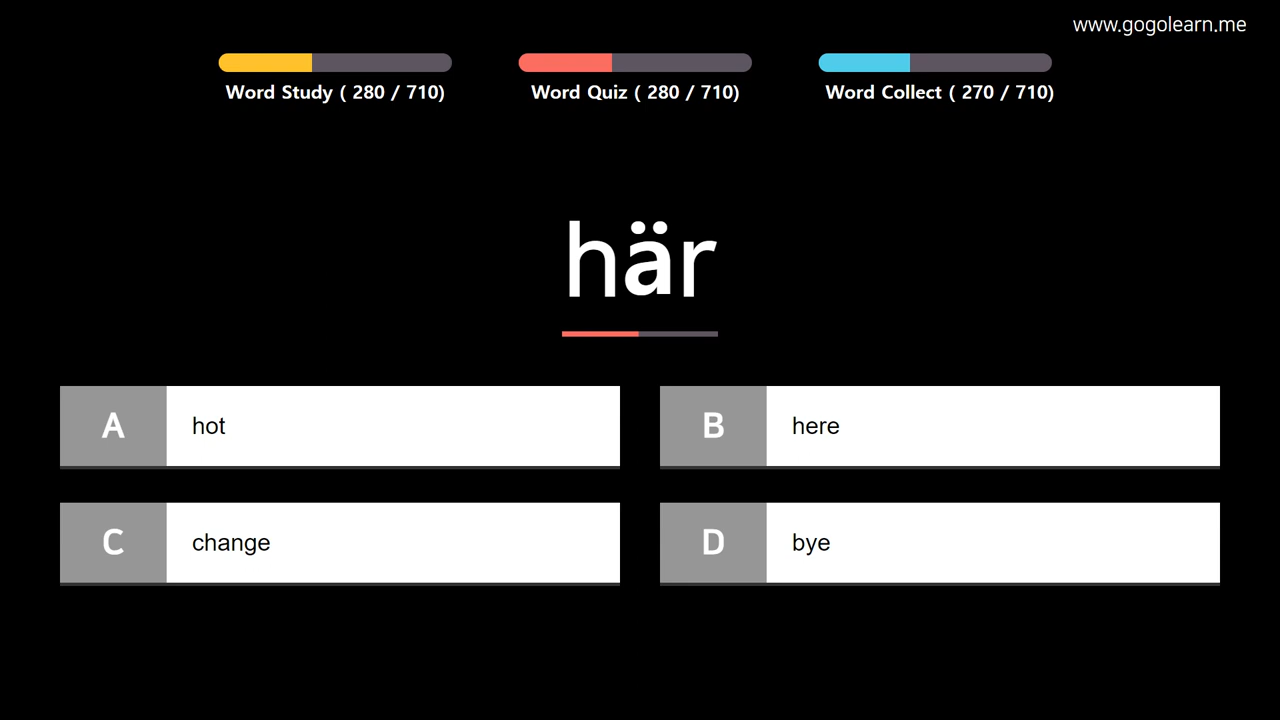 www.gogolearn.me
Word Study ( 280 / 710)
Word Quiz ( 280 / 710)
Word Collect ( 270 / 710)
här
A hot
B here
C change
D bye